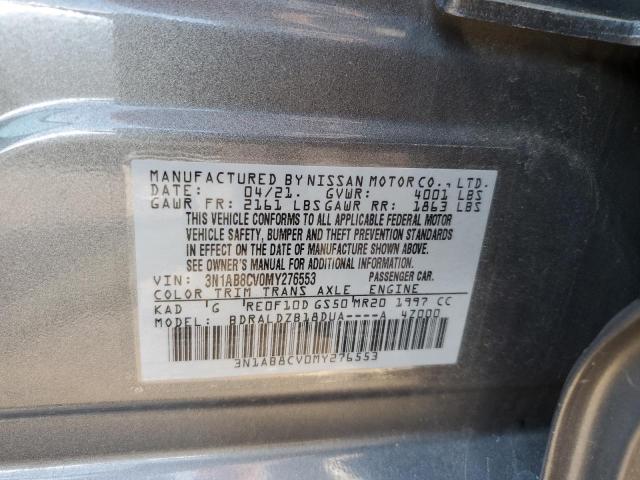 MANUFACTURED BY NISSAN MOTOR CO., LTD.
DATE: 04/21. GVWR: 4001 LBS
GAWR FR: 2161 LBS GAWR RR: 1863 LBS
THIS VEHICLE CONFORMS TO ALL APPLICABLE FEDERAL MOTOR
VEHICLE SAFETY, BUMPER AND THEFT PREVENTION STANDARDS
IN EFFECT ON THE DATE OF MANUFACTURE SHOWN ABOVE.
SEE OWNER'S MANUAL FOR ADDITIONAL INFORMATION.
VIN: 3N1AB8CV0MY276553 PASSENGER CAR.
COLOR TRIM TRANS AXLE ENGINE
KAD 'G RE0F10D GS50 MR20 1997 CC
MODEL: BDRALDZB18DUA----A 47000
3N1AB8CV0MY276553